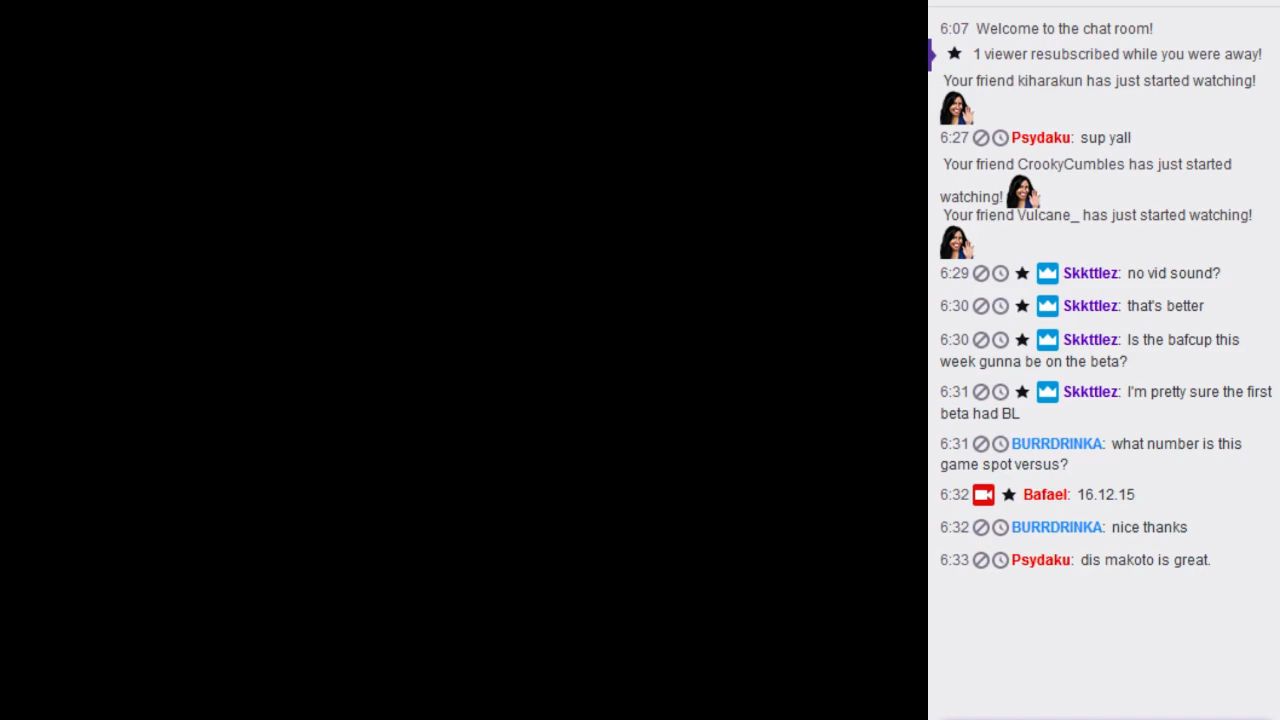 6:07 Welcome to the chat room!
1 viewer resubscribed while you were away!
Your friend kiharakun has just started watching!
6:27 Psydaku: sup yall
Your friend CrookyCumbles has just started
watching!
Your friend Vulcane_ has just started watching!
6:29 Skkttlez: no vid sound?
6:30 Skkttlez: that's better
6:30 Skkttlez: Is the bafcup this
week gunna be on the beta?
6:31 Skkttlez: I'm pretty sure the first
beta had BL
6:31 BURRDRINKA: what number is this
game spot versus?
6:32 Bafael: 16.12.15
6:32 BURRDRINKA: nice thanks
6:33 Psydaku: dis makoto is great.